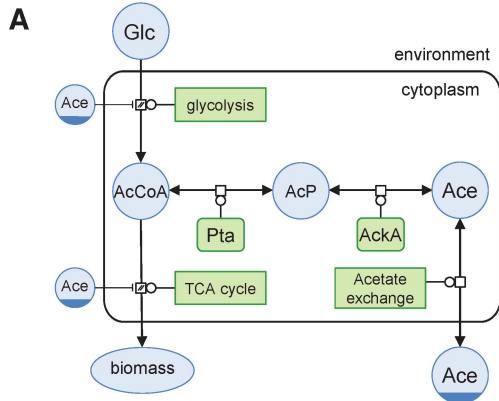 A
Glc
environment
cytoplasm
Ace
glycolysis
AcCoA
AcP
Ace
Pta
AckA
Ace
TCA cycle
Acetate
exchange
biomass
Ace